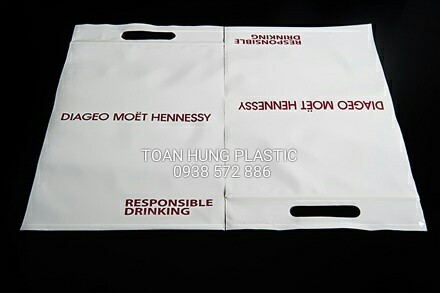 DIAGEO MOËT HENNESSY
RESPONSIBLE
DRINKING
RESPONSIBLE
DRINKING
DIAGEO MOËT HENNESSY
TOAN HUNG PLASTIC
0938 572 886